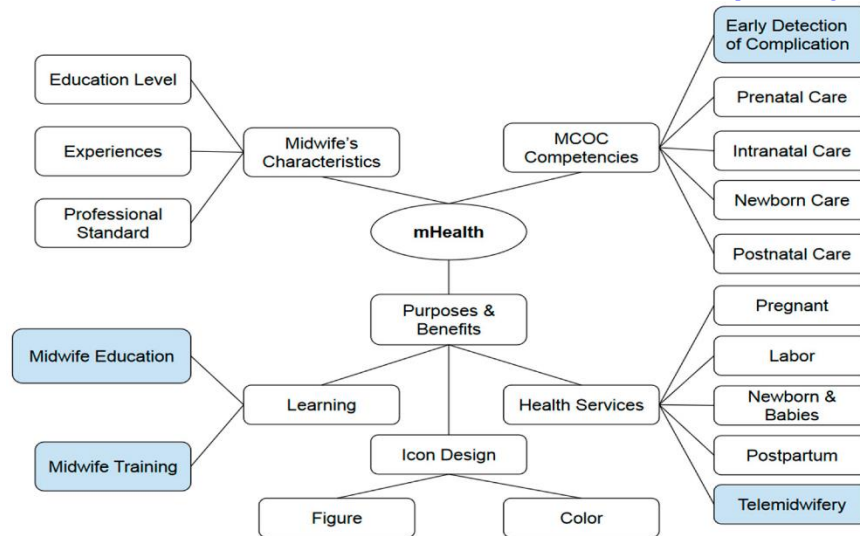 Early Detection
of Complication
Education Level
Prenatal Care
Midwife's
Characteristics
MCOC
Competencies
Experiences
Intranatal Care
Newborn Care
Professional
Standard
mHealth
Postnatal Care
Purposes &
Benefits
Pregnant
Midwife Education
Labor
Learning
Health Services
Newborn &
Babies
Icon Design
Postpartum
Midwife Training
Telemidwifery
Figure
Color